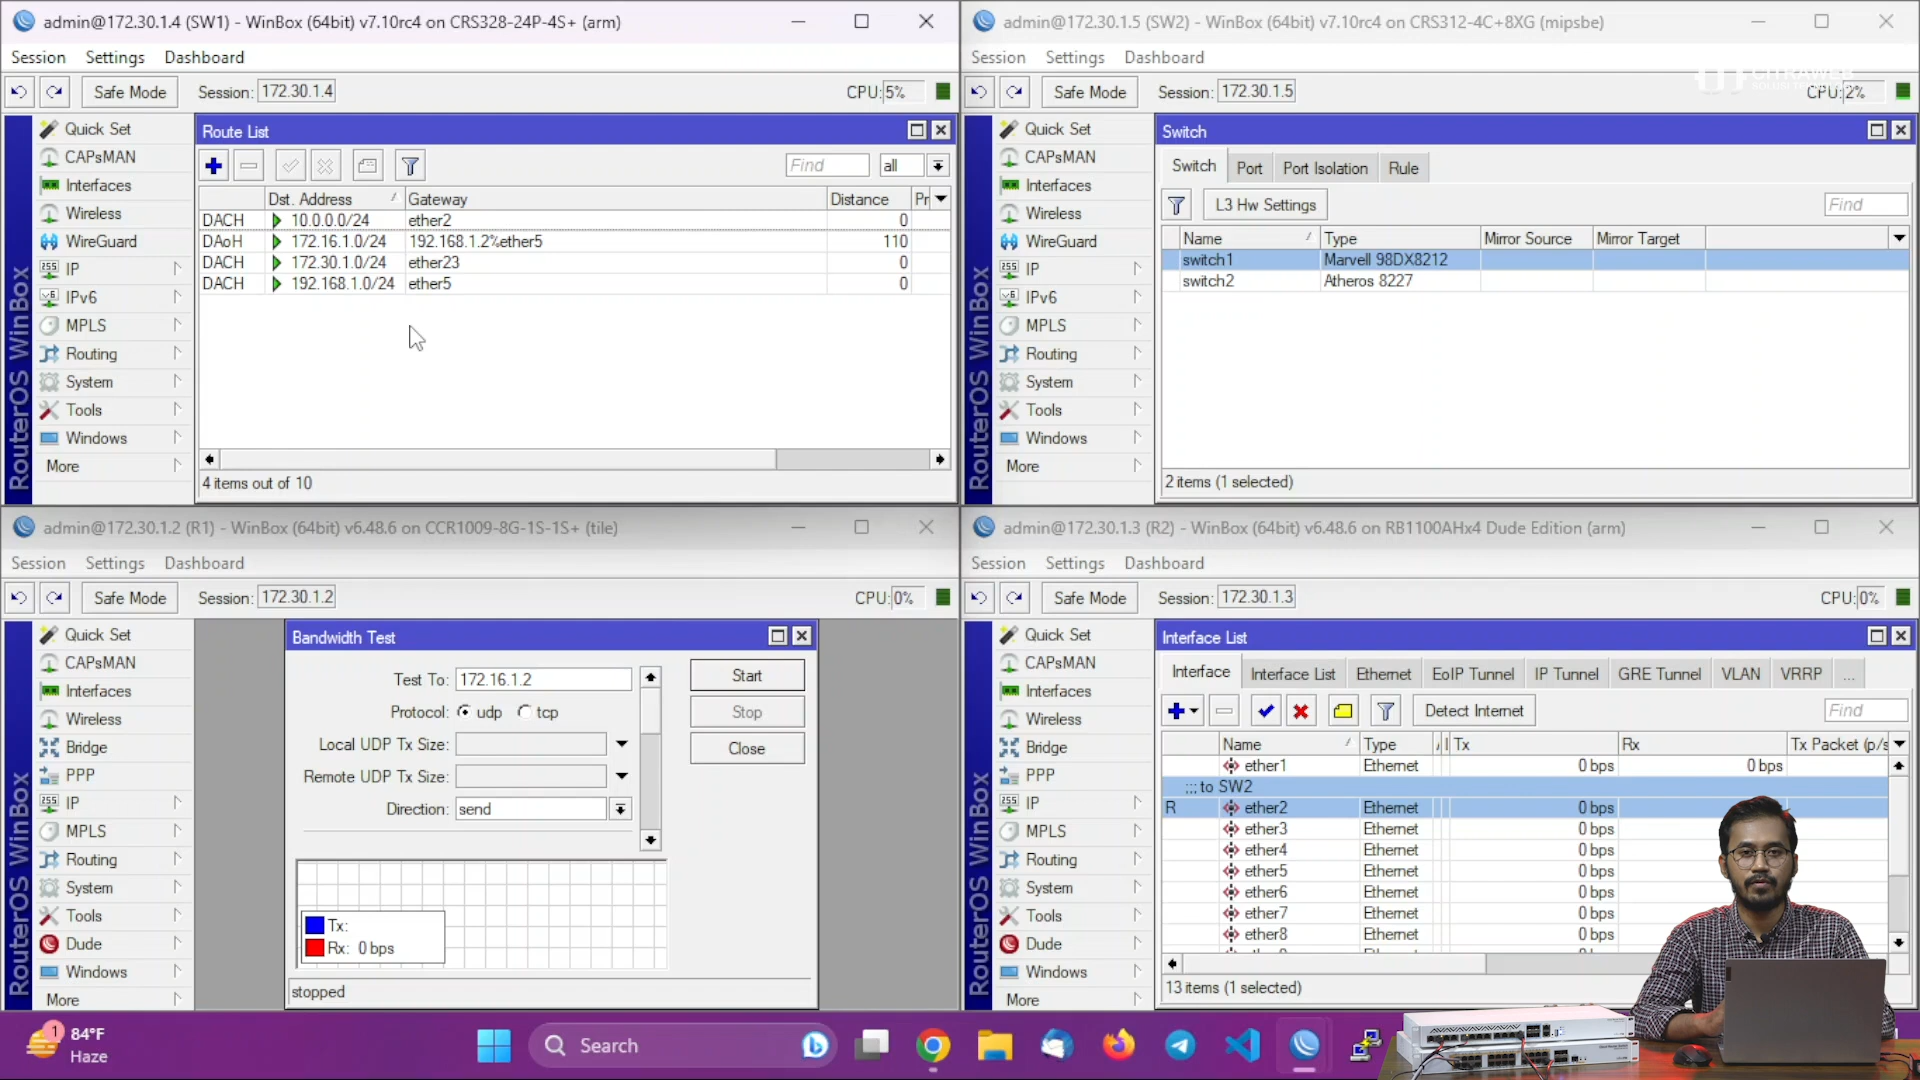 admin@172.30.1.4 (SW1) - WinBox (64bit) v7.10rc4 on CRS328-24P-4S+ (arm)
Session Settings Dashboard
Safe Mode Session: 172.30.1.4 CPU: 5%
RouterOS WinBox
Quick Set
CAPsMAN
Interfaces
Wireless
WireGuard
IP
IPv6
MPLS
Routing
System
Tools
Windows
More
Route List
Find all
Dst. Address Gateway Distance Pr
DACH 10.0.0.0/24 ether2 0
DAoH 172.16.1.0/24 192.168.1.2%ether5 110
DACH 172.30.1.0/24 ether23 0
DACH 192.168.1.0/24 ether5 0
4 items out of 10
admin@172.30.1.5 (SW2) - WinBox (64bit) v7.10rc4 on CRS312-4C+8XG (mipsbe)
Session Settings Dashboard
Safe Mode Session: 172.30.1.5 CPU: 2%
RouterOS WinBox
Quick Set
CAPsMAN
Interfaces
Wireless
WireGuard
IP
IPv6
MPLS
Routing
System
Tools
Windows
More
Switch
Switch Port Port Isolation Rule
L3 Hw Settings Find
Name Type Mirror Source Mirror Target
switch1 Marvell 98DX8212
switch2 Atheros 8227
2 items (1 selected)
admin@172.30.1.2 (R1) - WinBox (64bit) v6.48.6 on CCR1009-8G-1S-1S+ (tile)
Session Settings Dashboard
Safe Mode Session: 172.30.1.2 CPU: 0%
RouterOS WinBox
Quick Set
CAPsMAN
Interfaces
Wireless
Bridge
PPP
IP
MPLS
Routing
System
Tools
Dude
Windows
More
Bandwidth Test
Test To: 172.16.1.2 Start
Protocol: udp tcp Stop
Local UDP Tx Size: Close
Remote UDP Tx Size:
Direction: send
Tx:
Rx: 0 bps
stopped
admin@172.30.1.3 (R2) - WinBox (64bit) v6.48.6 on RB1100AHx4 Dude Edition (arm)
Session Settings Dashboard
Safe Mode Session: 172.30.1.3 CPU: 0%
RouterOS WinBox
Quick Set
CAPsMAN
Interfaces
Wireless
Bridge
PPP
IP
MPLS
Routing
System
Tools
Dude
Windows
More
Interface List
Interface Interface List Ethernet EoIP Tunnel IP Tunnel GRE Tunnel VLAN VRRP ...
Detect Internet Find
Name Type Tx Rx Tx Packet (p/s
ether1 Ethernet 0 bps 0 bps
;;; to SW2
R ether2 Ethernet 0 bps
ether3 Ethernet 0 bps
ether4 Ethernet 0 bps
ether5 Ethernet 0 bps
ether6 Ethernet 0 bps
ether7 Ethernet 0 bps
ether8 Ethernet 0 bps
13 items (1 selected)
1 84°F
Haze
Search